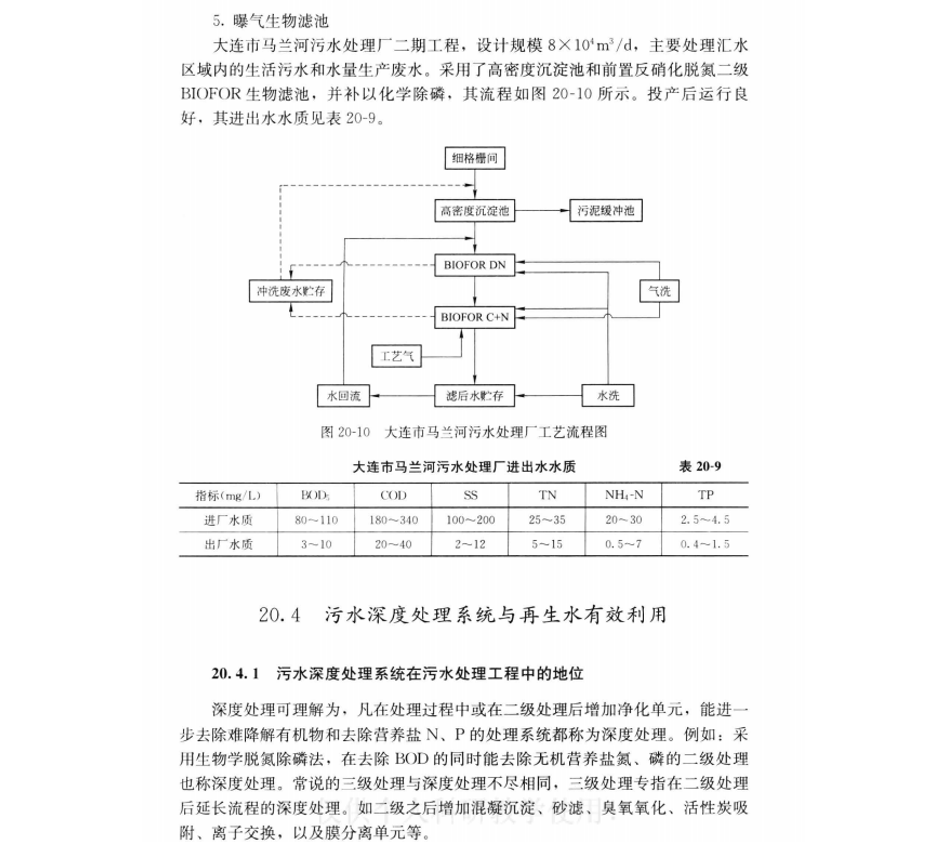 5. 曝气生物滤池
大连市马兰河污水处理厂二期工程，设计规模 8×10⁴m³/d，主要处理汇水
区域内的生活污水和水量生产废水。采用了高密度沉淀池和前置反硝化脱氮二级
BIOFOR 生物滤池，并补以化学除磷，其流程如图 20-10 所示。投产后运行良
好，其进出水水质见表 20-9。
细格栅间
高密度沉淀池
污泥缓冲池
BIOFOR DN
冲洗废水贮存
气洗
BIOFOR C+N
工艺气
水回流
滤后水贮存
水洗
图 20-10 大连市马兰河污水处理厂工艺流程图
大连市马兰河污水处理厂进出水水质 表 20-9
指标(mg/L) BOD₅ COD SS TN NH₄-N TP
进厂水质 80～110 180～340 100～200 25～35 20～30 2.5～4.5
出厂水质 3～10 20～40 2～12 5～15 0.5～7 0.4～1.5
20.4 污水深度处理系统与再生水有效利用
20.4.1 污水深度处理系统在污水处理工程中的地位
深度处理可理解为，凡在处理过程中或在二级处理后增加净化单元，能进一
步去除难降解有机物和去除营养盐 N、P 的处理系统都称为深度处理。例如：采
用生物学脱氮除磷法，在去除 BOD 的同时能去除无机营养盐氮、磷的二级处理
也称深度处理。常说的三级处理与深度处理不尽相同，三级处理专指在二级处理
后延长流程的深度处理。如二级之后增加混凝沉淀、砂滤、臭氧氧化、活性炭吸
附、离子交换，以及膜分离单元等。